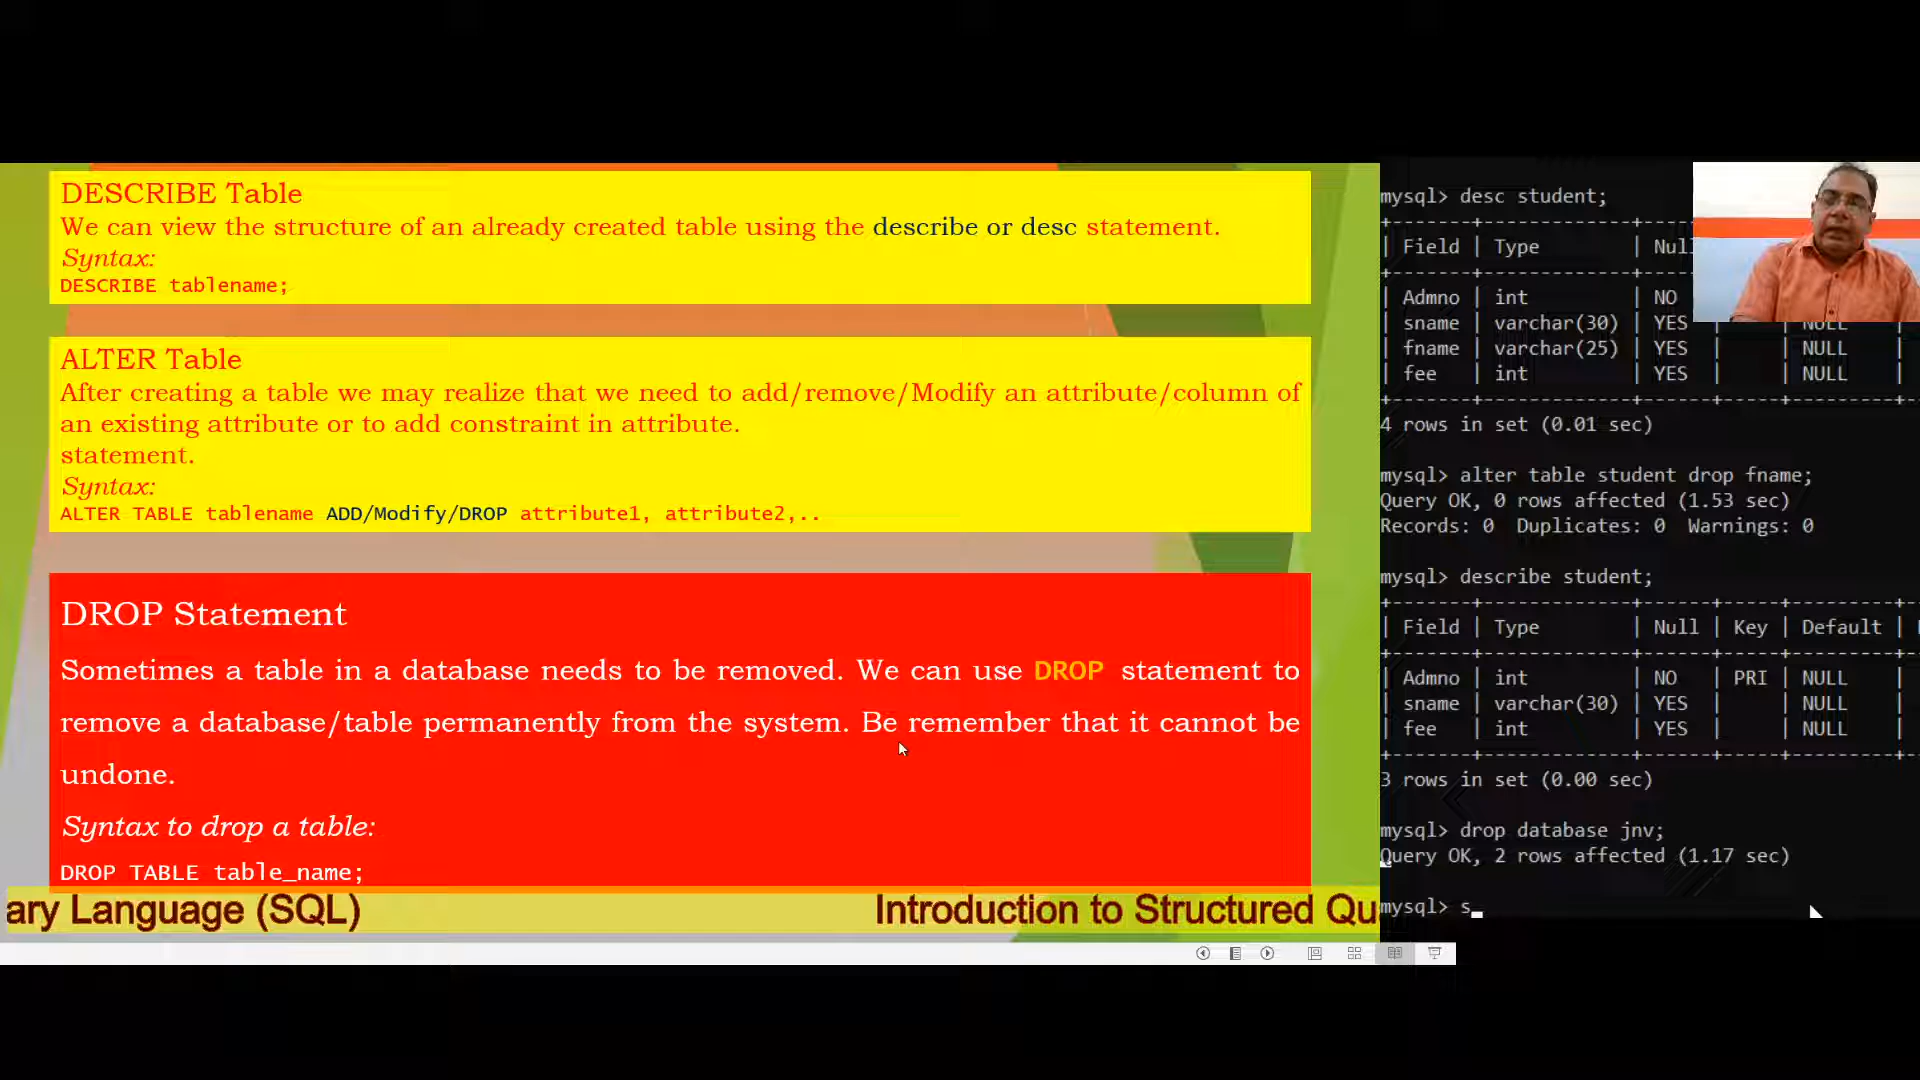 DESCRIBE Table
We can view the structure of an already created table using the describe or desc statement.
Syntax:
DESCRIBE tablename;
ALTER Table
After creating a table we may realize that we need to add/remove/Modify an attribute/column of
an existing attribute or to add constraint in attribute.
statement.
Syntax:
ALTER TABLE tablename ADD/Modify/DROP attribute1, attribute2,..
DROP Statement
Sometimes a table in a database needs to be removed. We can use DROP statement to
remove a database/table permanently from the system. Be remember that it cannot be
undone.
Syntax to drop a table:
DROP TABLE table_name;
ary Language (SQL) Introduction to Structured Qu
mysql> desc student;
+-------+-------------+-----
| Field | Type | Null
+-------+-------------+-----
| Admno | int | NO
| sname | varchar(30) | YES | | NULL |
| fname | varchar(25) | YES | | NULL |
| fee | int | YES | | NULL |
+-------+-------------+------+-----+---------+--
4 rows in set (0.01 sec)
mysql> alter table student drop fname;
Query OK, 0 rows affected (1.53 sec)
Records: 0 Duplicates: 0 Warnings: 0
mysql> describe student;
+-------+-------------+------+-----+---------+--
| Field | Type | Null | Key | Default |
+-------+-------------+------+-----+---------+--
| Admno | int | NO | PRI | NULL |
| sname | varchar(30) | YES | | NULL |
| fee | int | YES | | NULL |
+-------+-------------+------+-----+---------+--
3 rows in set (0.00 sec)
mysql> drop database jnv;
Query OK, 2 rows affected (1.17 sec)
mysql> s_